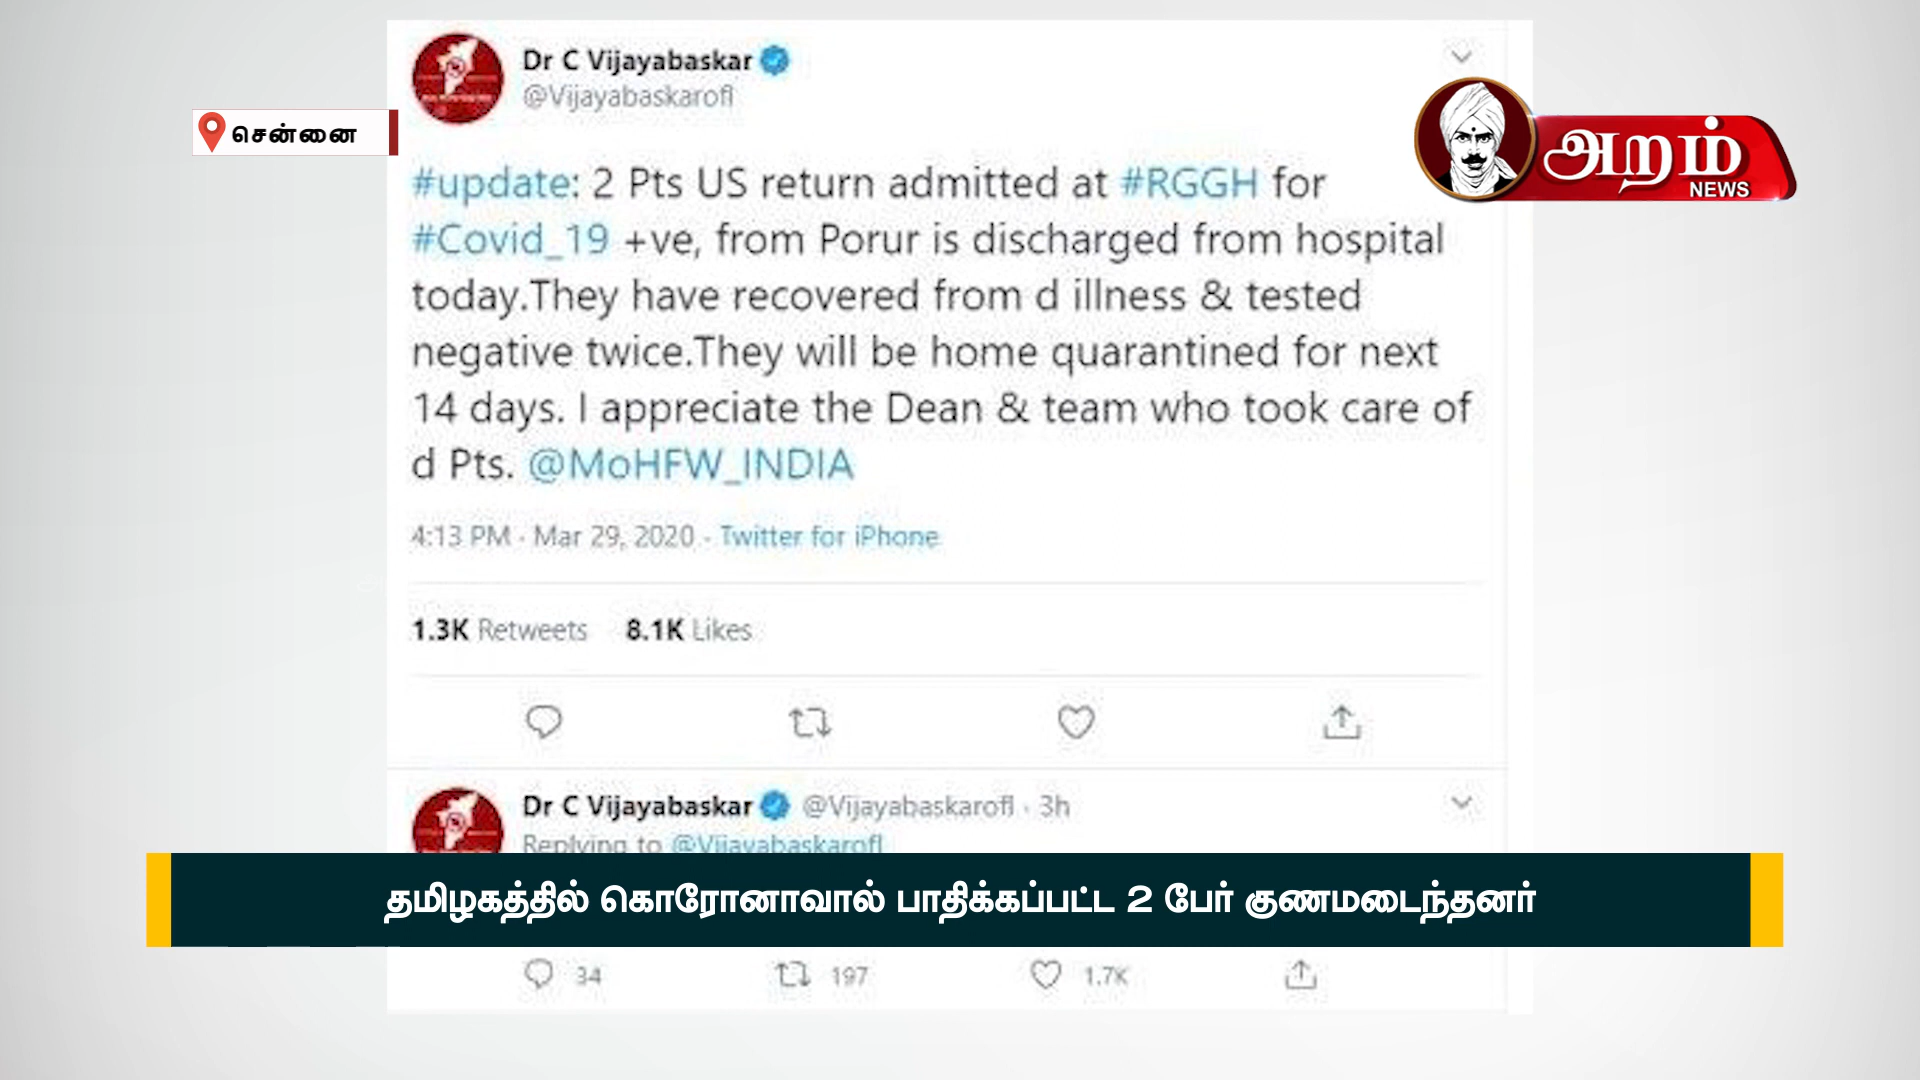 Dr C Vijayabaskar
@Vijayabaskarofl
சென்னை
அறம்
NEWS
#update: 2 Pts US return admitted at #RGGH for
#Covid_19 +ve, from Porur is discharged from hospital
today.They have recovered from d illness & tested
negative twice.They will be home quarantined for next
14 days. I appreciate the Dean & team who took care of
d Pts. @MoHFW_INDIA
4:13 PM · Mar 29, 2020 · Twitter for iPhone
1.3K Retweets 8.1K Likes
Dr C Vijayabaskar @Vijayabaskarofl · 3h
Replying to @Vijayabaskarofl
தமிழகத்தில் கொரோனாவால் பாதிக்கப்பட்ட 2 பேர் குணமடைந்தனர்
34 197 1.7K